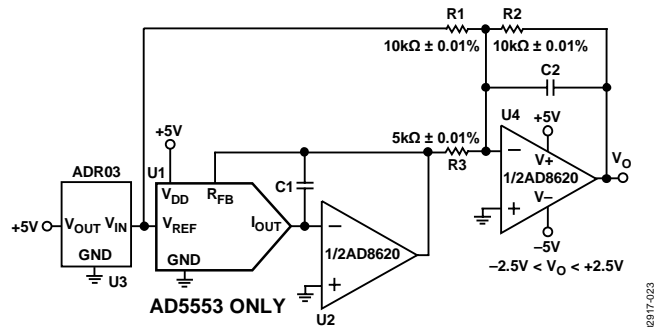 R1 R2
10kΩ ± 0.01% 10kΩ ± 0.01%
C2
U4
+5V
5kΩ ± 0.01%
+5V
ADR03
U1
R3
V+
VO
VDD
RFB
C1
1/2AD8620
+5V
VOUT VIN
VREF
IOUT
V–
GND
U3
GND
1/2AD8620
–5V
–2.5V < VO < +2.5V
AD5553 ONLY
U2
02917-023